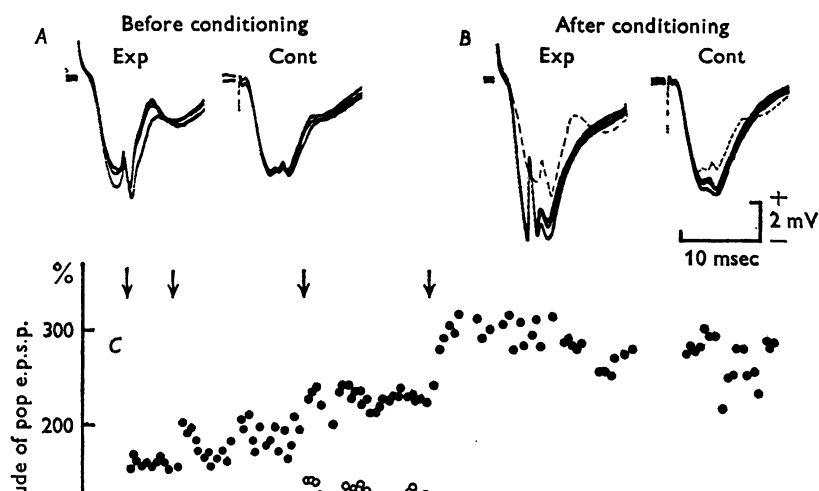 A Before conditioning
Exp Cont
B After conditioning
Exp Cont
+
2 mV
−
10 msec
%
300
C
200
ude of pop e.p.s.p.